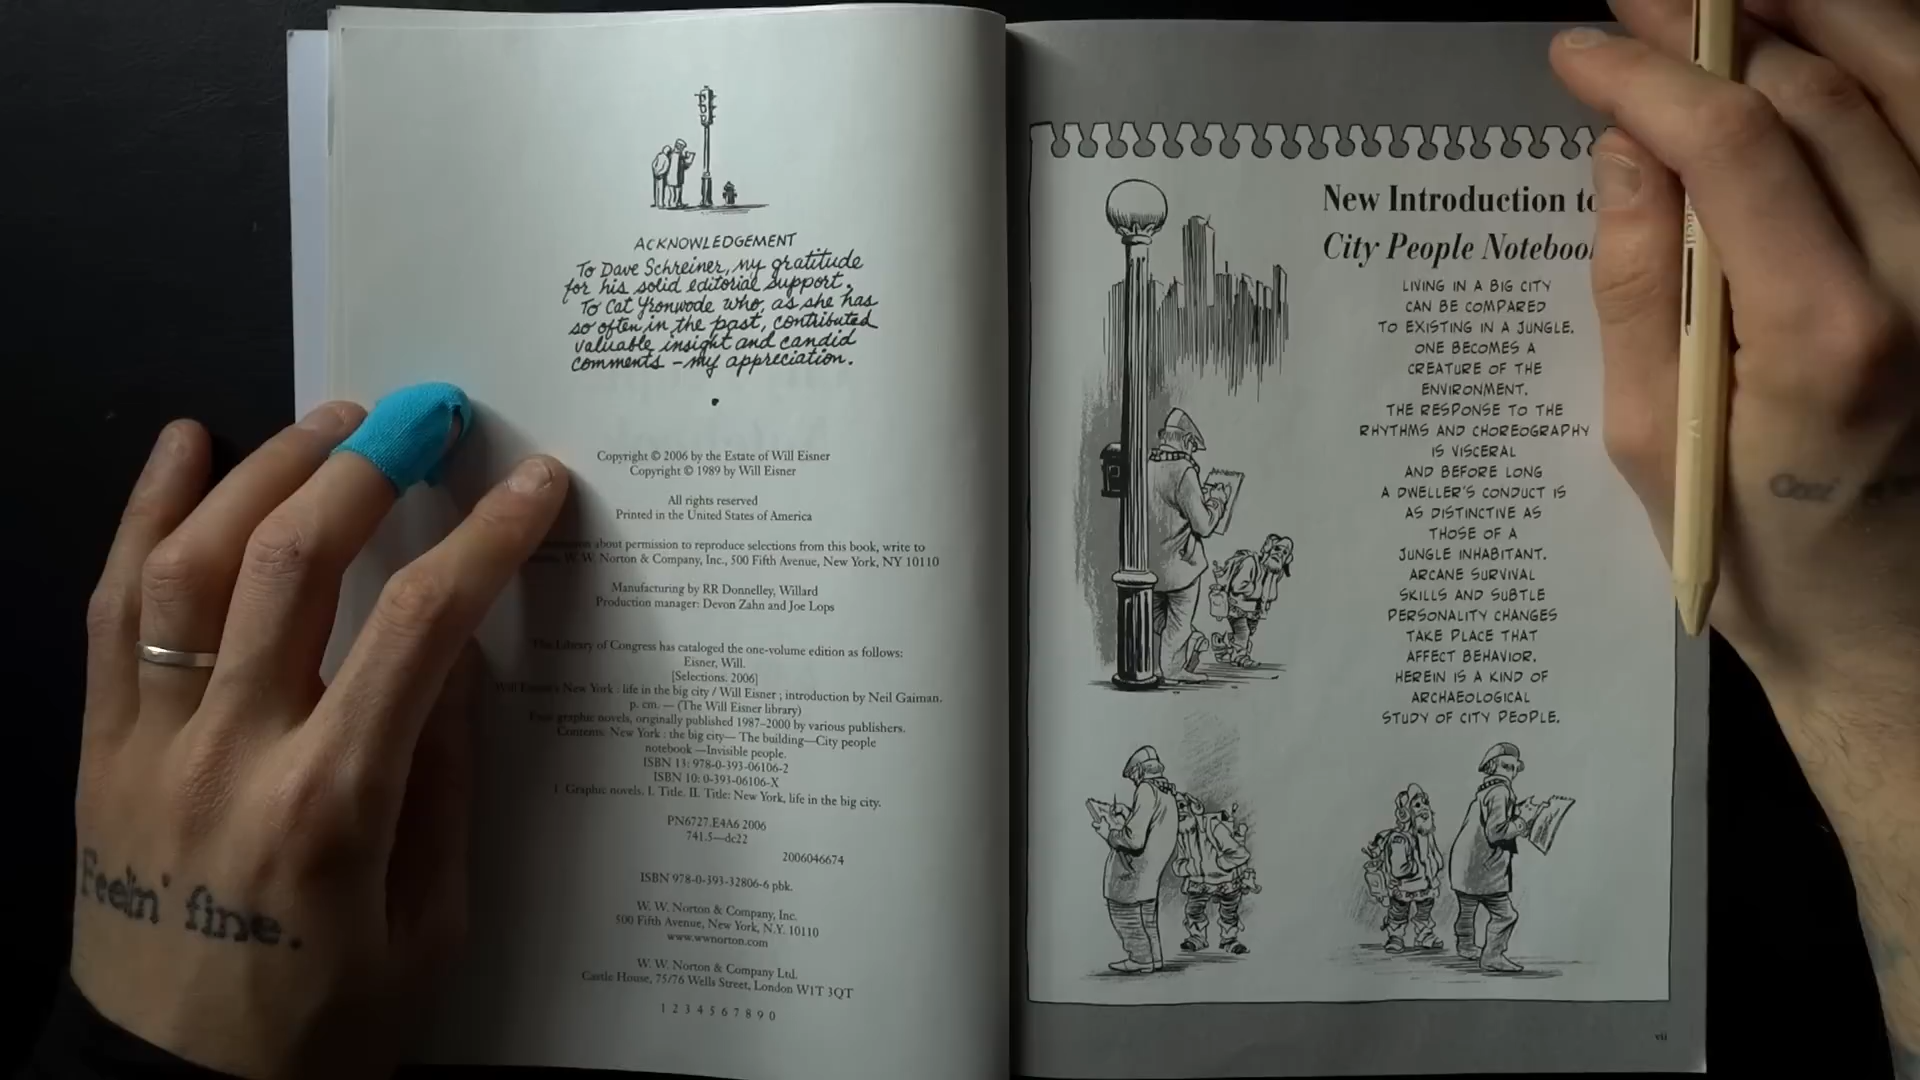 ACKNOWLEDGEMENT
To Dave Schreiner, my gratitude
for his solid editorial support.
To Cat Yronwode who, as she has
so often in the past, contributed
valuable insight and candid
comments – my appreciation.
Copyright © 2006 by the Estate of Will Eisner
Copyright © 1989 by Will Eisner
All rights reserved
Printed in the United States of America
about permission to reproduce selections from this book, write to
W. W. Norton & Company, Inc., 500 Fifth Avenue, New York, NY 10110
Manufacturing by RR Donnelley, Willard
Production manager: Devon Zahn and Joe Lops
The Library of Congress has cataloged the one-volume edition as follows:
Eisner, Will.
[Selections. 2006]
Will Eisner's New York : life in the big city / Will Eisner ; introduction by Neil Gaiman.
p. cm. — (The Will Eisner library)
Four graphic novels, originally published 1987–2000 by various publishers.
Contents: New York : the big city— The building—City people
notebook —Invisible people.
ISBN 13: 978-0-393-06106-2
ISBN 10: 0-393-06106-X
1. Graphic novels. I. Title. II. Title: New York, life in the big city.
PN6727.E4A6 2006
741.5—dc22
2006046674
ISBN 978-0-393-32806-6 pbk.
W. W. Norton & Company, Inc.
500 Fifth Avenue, New York, N.Y. 10110
www.wwnorton.com
W. W. Norton & Company Ltd.
Castle House, 75/76 Wells Street, London W1T 3QT
1 2 3 4 5 6 7 8 9 0
New Introduction to
City People Notebook
LIVING IN A BIG CITY
CAN BE COMPARED
TO EXISTING IN A JUNGLE.
ONE BECOMES A
CREATURE OF THE
ENVIRONMENT.
THE RESPONSE TO THE
RHYTHMS AND CHOREOGRAPHY
IS VISCERAL
AND BEFORE LONG
A DWELLER'S CONDUCT IS
AS DISTINCTIVE AS
THOSE OF A
JUNGLE INHABITANT.
ARCANE SURVIVAL
SKILLS AND SUBTLE
PERSONALITY CHANGES
TAKE PLACE THAT
AFFECT BEHAVIOR.
HEREIN IS A KIND OF
ARCHAEOLOGICAL
STUDY OF CITY PEOPLE.
vii
Feelin' fine.